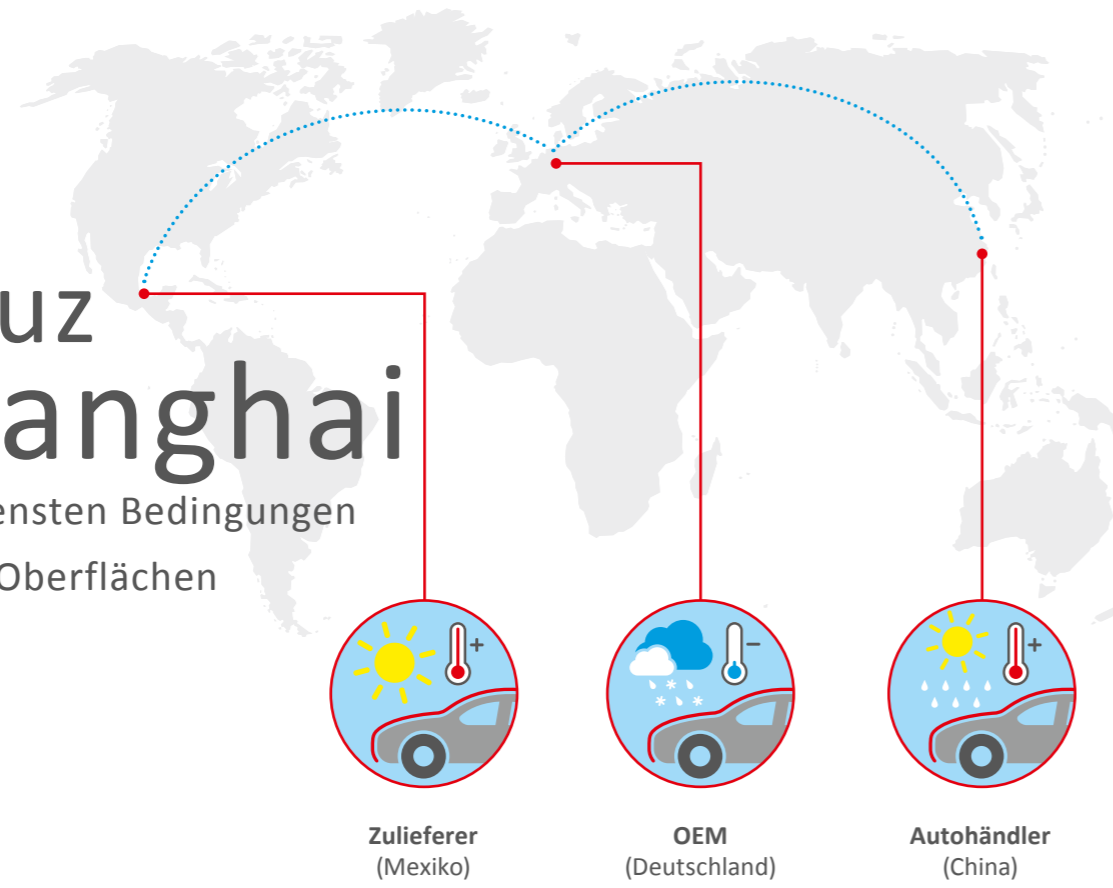 uz
anghai
ensten Bedingungen
Oberflächen
+
−
+
Zulieferer
(Mexiko)
OEM
(Deutschland)
Autohändler
(China)